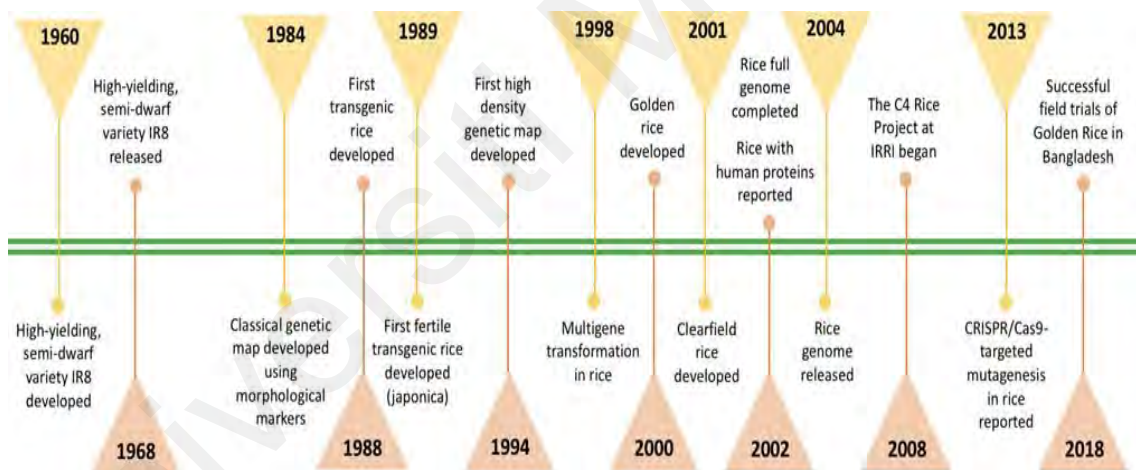 1960
High-yielding,
semi-dwarf
variety IR8
developed
High-yielding,
semi-dwarf
variety IR8
released
1968
1984
Classical genetic
map developed
using
morphological
markers
First
transgenic
rice
developed
1988
1989
First fertile
transgenic rice
developed
(japonica)
First high
density
genetic map
developed
1994
1998
Multigene
transformation
in rice
Golden
rice
developed
2000
2001
Clearfield
rice
developed
Rice full
genome
completed
Rice with
human proteins
reported
2002
2004
Rice
genome
released
The C4 Rice
Project at
IRRI began
2008
2013
CRISPR/Cas9-
targeted
mutagenesis
in rice
reported
Successful
field trials of
Golden Rice in
Bangladesh
2018